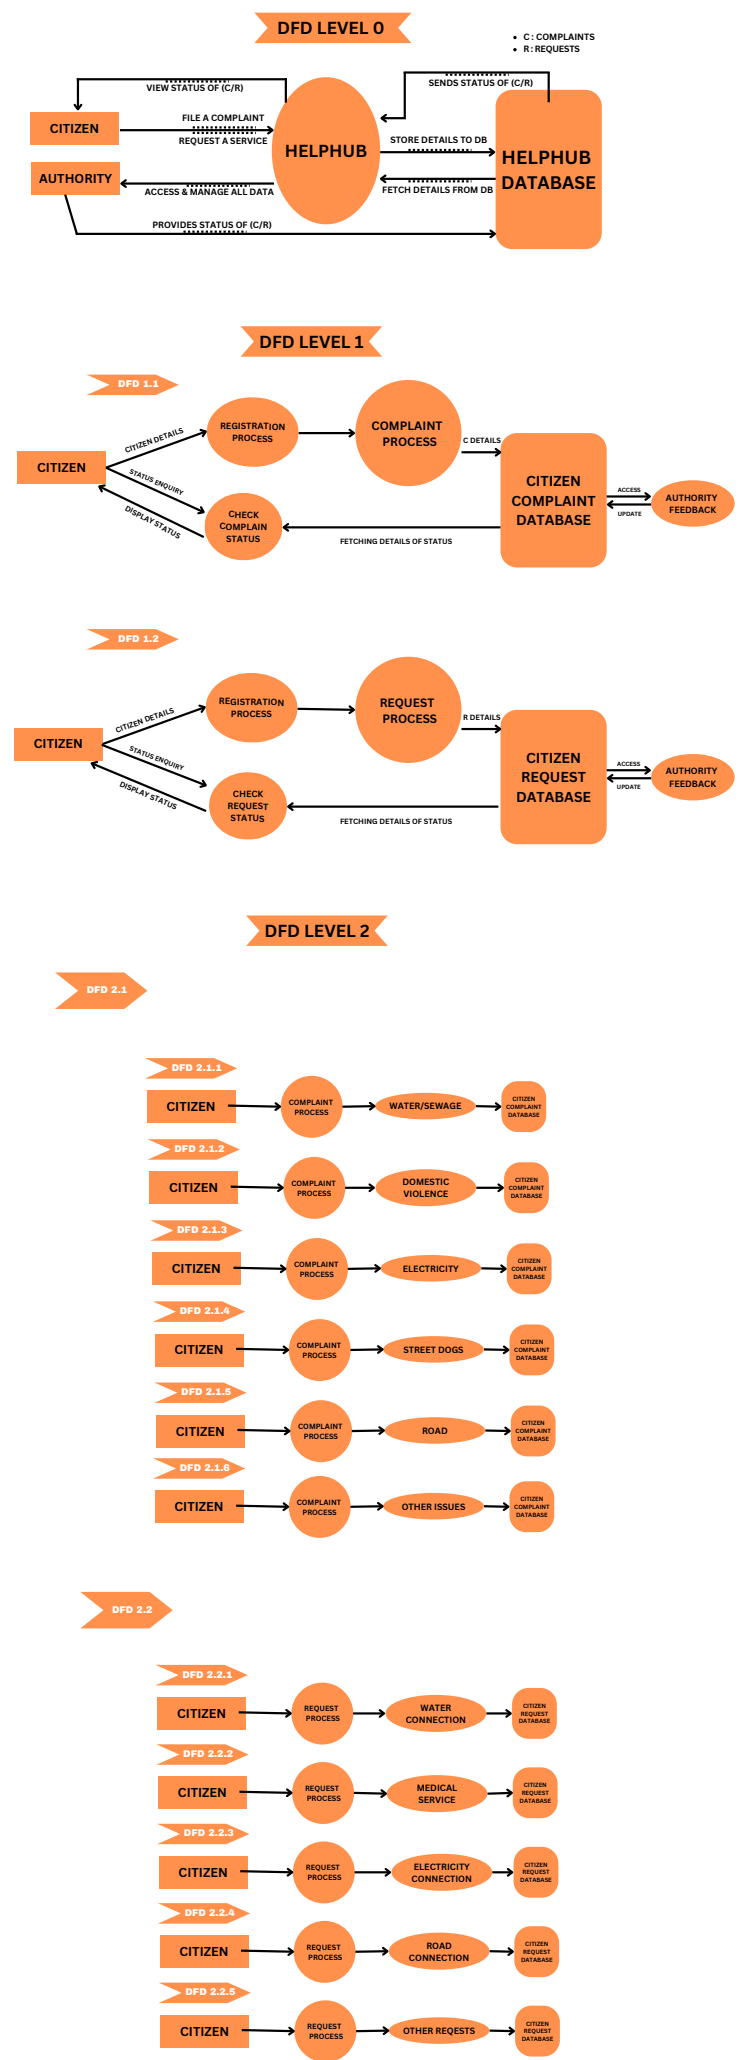 DFD LEVEL 0
• C : COMPLAINTS
• R : REQUESTS
VIEW STATUS OF (C/R)
SENDS STATUS OF (C/R)
CITIZEN
FILE A COMPLAINT
REQUEST A SERVICE
HELPHUB
STORE DETAILS TO DB
HELPHUB
DATABASE
AUTHORITY
ACCESS & MANAGE ALL DATA
FETCH DETAILS FROM DB
PROVIDES STATUS OF (C/R)
DFD LEVEL 1
DFD 1.1
CITIZEN
CITIZEN DETAILS
STATUS ENQUIRY
DISPLAY STATUS
REGISTRATION
PROCESS
COMPLAINT
PROCESS
C DETAILS
CHECK
COMPLAIN
STATUS
FETCHING DETAILS OF STATUS
CITIZEN
COMPLAINT
DATABASE
ACCESS
UPDATE
AUTHORITY
FEEDBACK
DFD 1.2
CITIZEN
CITIZEN DETAILS
STATUS ENQUIRY
DISPLAY STATUS
REGISTRATION
PROCESS
REQUEST
PROCESS
R DETAILS
CHECK
REQUEST
STATUS
FETCHING DETAILS OF STATUS
CITIZEN
REQUEST
DATABASE
ACCESS
UPDATE
AUTHORITY
FEEDBACK
DFD LEVEL 2
DFD 2.1
DFD 2.1.1
CITIZEN
COMPLAINT
PROCESS
WATER/SEWAGE
CITIZEN
COMPLAINT
DATABASE
DFD 2.1.2
CITIZEN
COMPLAINT
PROCESS
DOMESTIC
VIOLENCE
CITIZEN
COMPLAINT
DATABASE
DFD 2.1.3
CITIZEN
COMPLAINT
PROCESS
ELECTRICITY
CITIZEN
COMPLAINT
DATABASE
DFD 2.1.4
CITIZEN
COMPLAINT
PROCESS
STREET DOGS
CITIZEN
COMPLAINT
DATABASE
DFD 2.1.5
CITIZEN
COMPLAINT
PROCESS
ROAD
CITIZEN
COMPLAINT
DATABASE
DFD 2.1.6
CITIZEN
COMPLAINT
PROCESS
OTHER ISSUES
CITIZEN
COMPLAINT
DATABASE
DFD 2.2
DFD 2.2.1
CITIZEN
REQUEST
PROCESS
WATER
CONNECTION
CITIZEN
REQUEST
DATABASE
DFD 2.2.2
CITIZEN
REQUEST
PROCESS
MEDICAL
SERVICE
CITIZEN
REQUEST
DATABASE
DFD 2.2.3
CITIZEN
REQUEST
PROCESS
ELECTRICITY
CONNECTION
CITIZEN
REQUEST
DATABASE
DFD 2.2.4
CITIZEN
REQUEST
PROCESS
ROAD
CONNECTION
CITIZEN
REQUEST
DATABASE
DFD 2.2.5
CITIZEN
REQUEST
PROCESS
OTHER REQESTS
CITIZEN
REQUEST
DATABASE